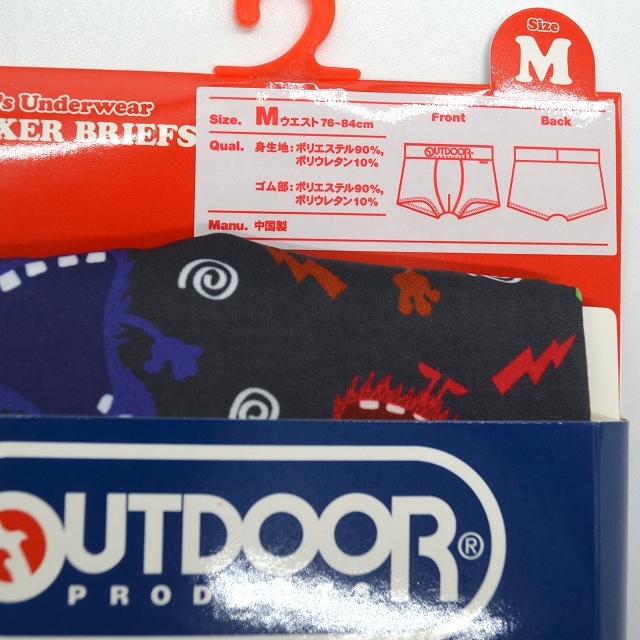 Size
M
's Underwear
XER BRIEFS
Size. Mウエスト76~84cm
Qual. 身生地:ポリエステル90%,
ポリウレタン10%
ゴム部:ポリエステル90%,
ポリウレタン10%
Manu. 中国製
Front Back
OUTDOOR
OUTDOOR®
PRODUCTS